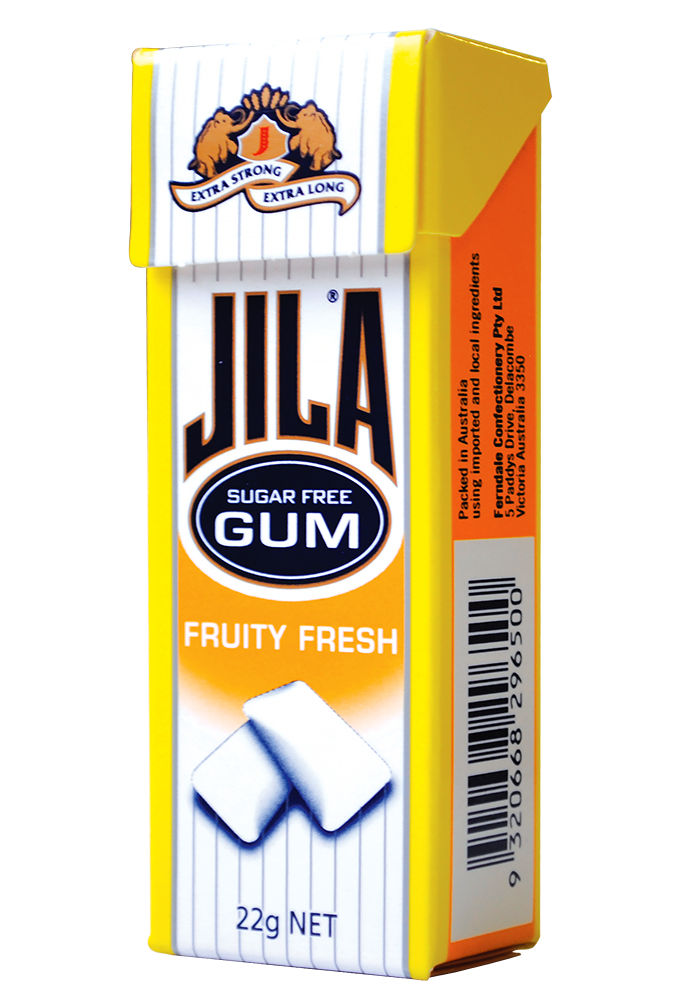 EXTRA STRONG
EXTRA LONG
JILA®
SUGAR FREE
GUM
FRUITY FRESH
22g NET
Packed in Australia
using imported and local ingredients
Ferndale Confectionery Pty Ltd
5 Paddys Drive, Delacombe
Victoria Australia 3350
9 320668 296500